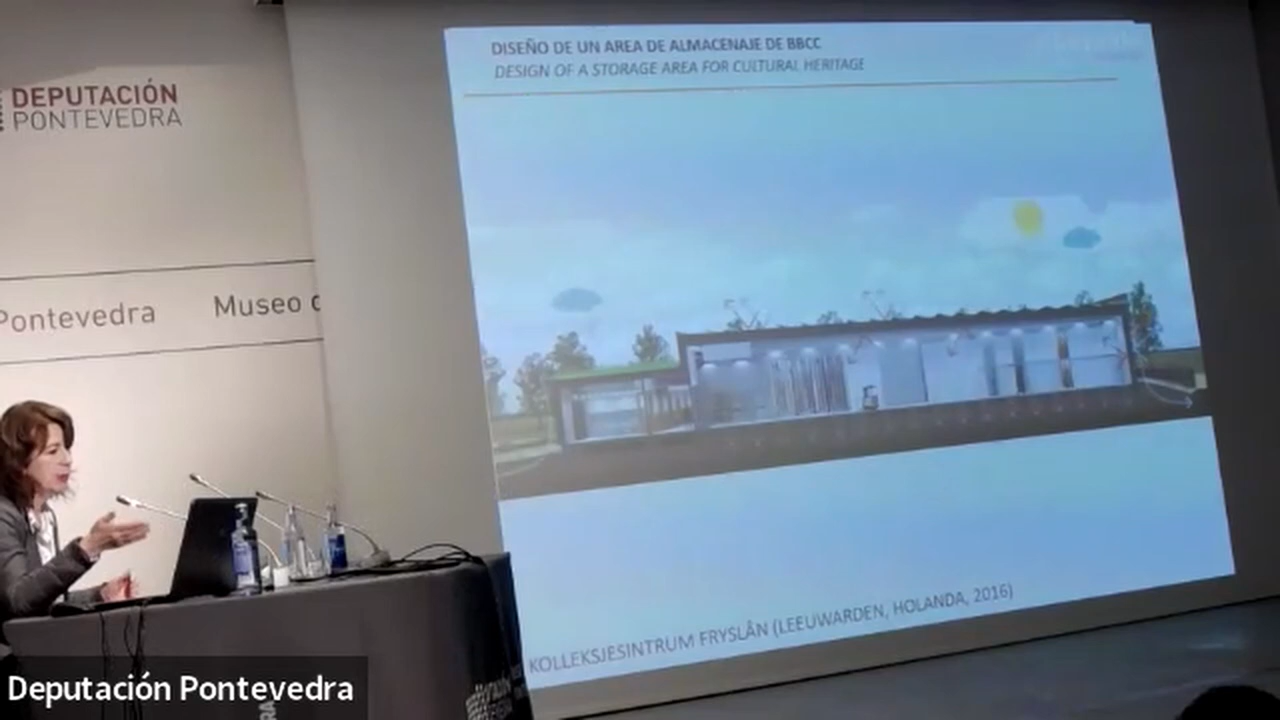 DEPUTACIÓN
PONTEVEDRA
Pontevedra Museo
DISEÑO DE UN AREA DE ALMACENAJE DE BBCC
DESIGN OF A STORAGE AREA FOR CULTURAL HERITAGE
KOLLEKSJESINTRUM FRYSLÂN (LEEUWARDEN, HOLANDA, 2016)
Deputación Pontevedra